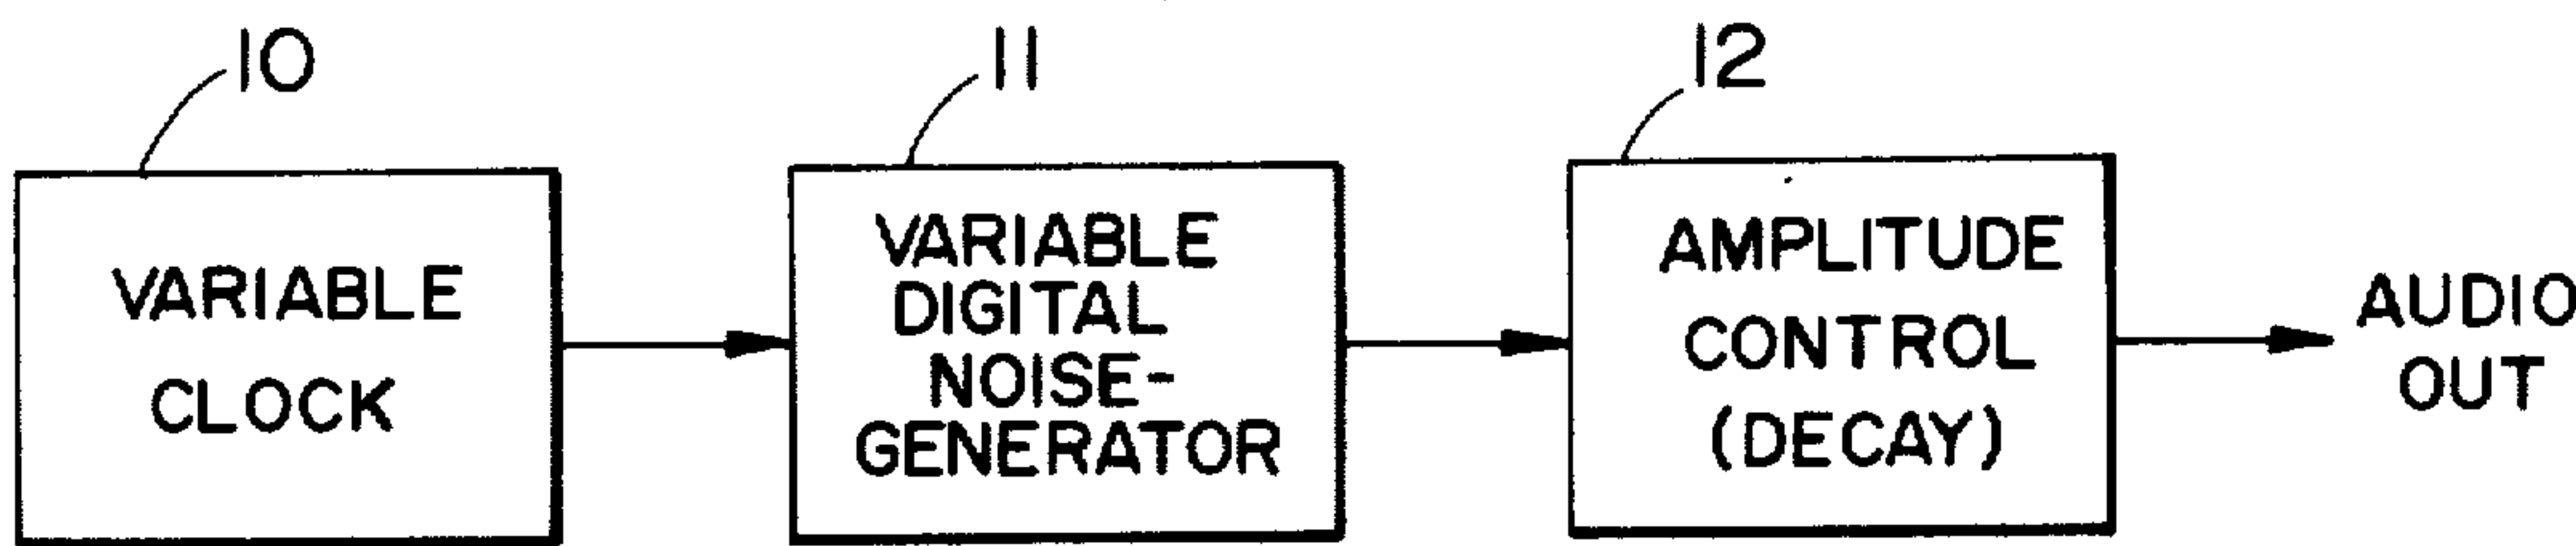 10
11
12
VARIABLE
CLOCK
VARIABLE
DIGITAL
NOISE-
GENERATOR
AMPLITUDE
CONTROL
(DECAY)
AUDIO
OUT